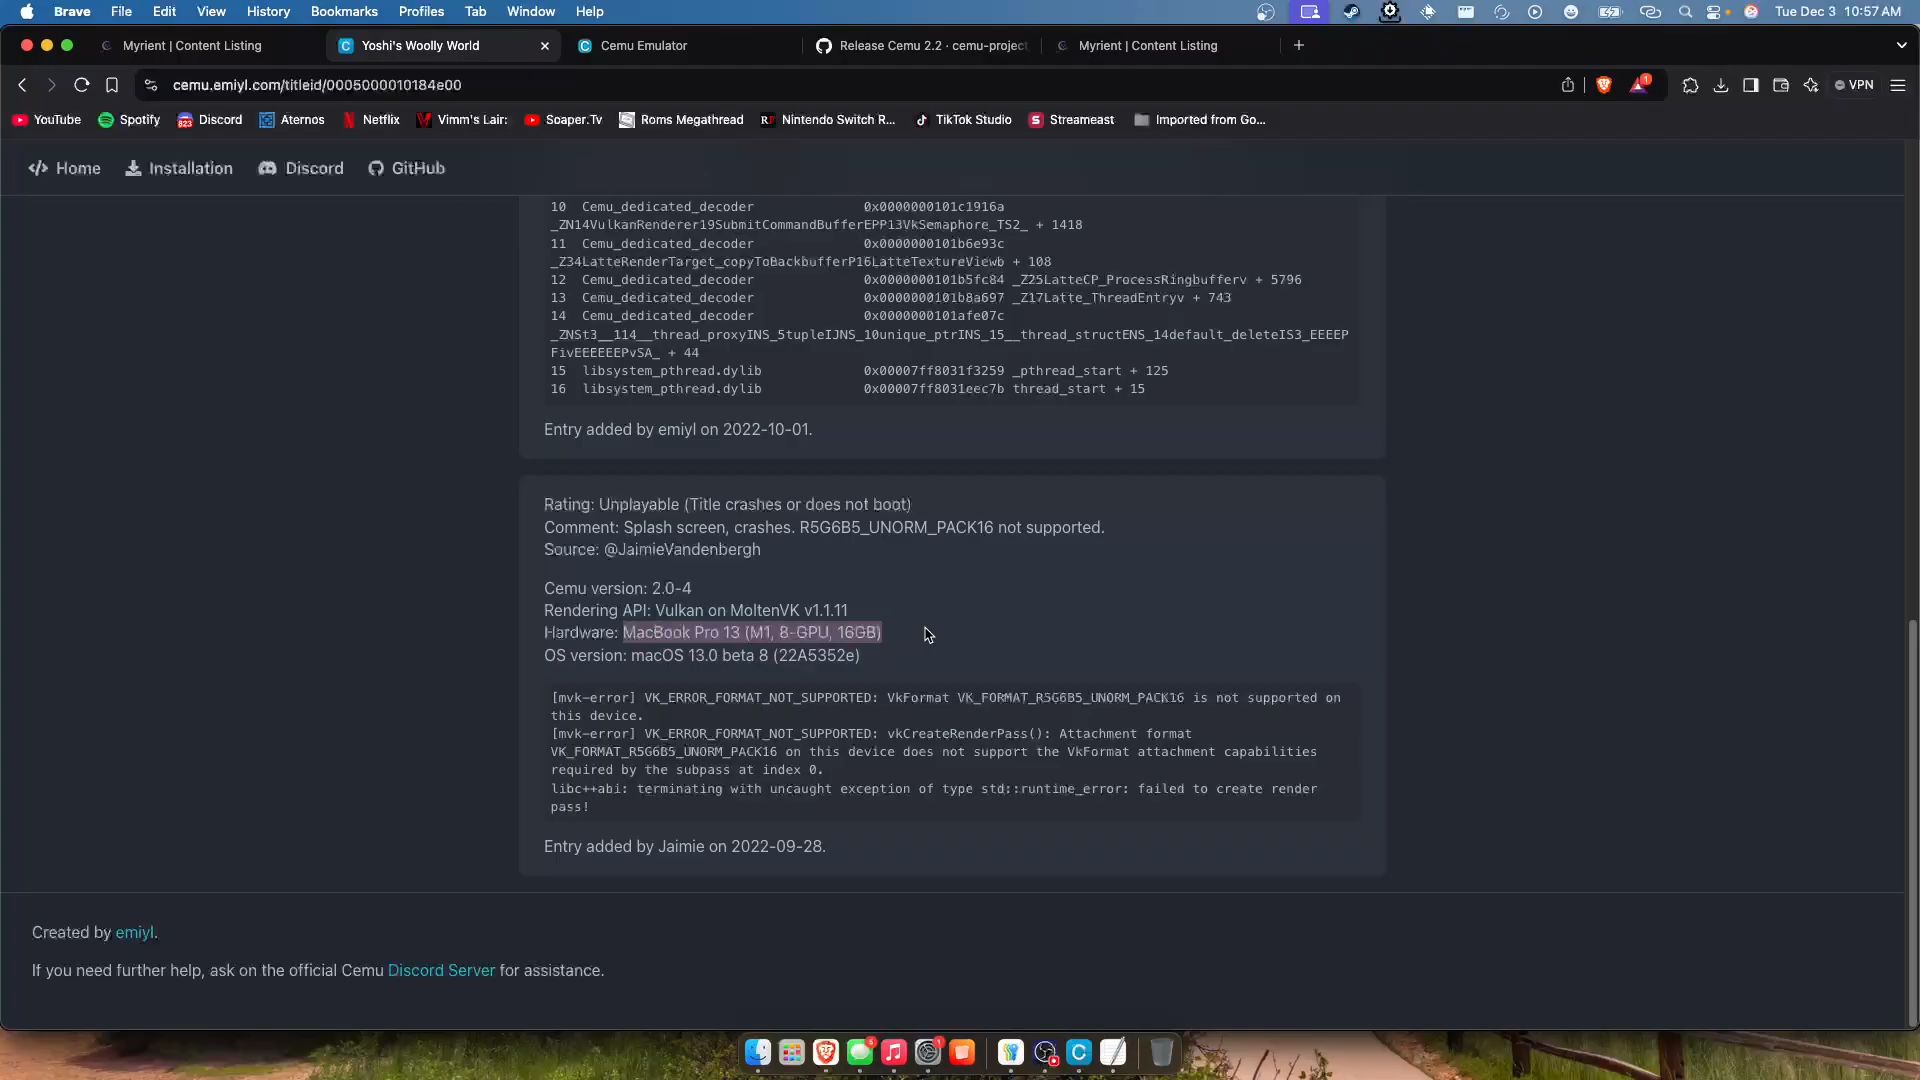 Brave File Edit View History Bookmarks Profiles Tab Window Help Tue Dec 3 10:57 AM
Myrient | Content Listing Yoshi's Woolly World Cemu Emulator Release Cemu 2.2 · cemu-project Myrient | Content Listing
cemu.emiyl.com/titleid/0005000010184e00 1 VPN
YouTube Spotify Discord Aternos Netflix Vimm's Lair: Soaper.Tv Roms Megathread Nintendo Switch R... TikTok Studio Streameast Imported from Go...
Home Installation Discord GitHub
10 Cemu_dedicated_decoder 0x0000000101c1916a
_ZN14VulkanRenderer19SubmitCommandBufferEPP13VkSemaphore_TS2_ + 1418
11 Cemu_dedicated_decoder 0x0000000101b6e93c
_Z34LatteRenderTarget_copyToBackbufferP16LatteTextureViewb + 108
12 Cemu_dedicated_decoder 0x0000000101b5fc84 _Z25LatteCP_ProcessRingbufferv + 5796
13 Cemu_dedicated_decoder 0x0000000101b8a697 _Z17Latte_ThreadEntryv + 743
14 Cemu_dedicated_decoder 0x0000000101afe07c
_ZNSt3__114__thread_proxyINS_5tupleIJNS_10unique_ptrINS_15__thread_structENS_14default_deleteIS3_EEEEP
FivEEEEEEPvSA_ + 44
15 libsystem_pthread.dylib 0x00007ff8031f3259 _pthread_start + 125
16 libsystem_pthread.dylib 0x00007ff8031eec7b thread_start + 15
Entry added by emiyl on 2022-10-01.
Rating: Unplayable (Title crashes or does not boot)
Comment: Splash screen, crashes. R5G6B5_UNORM_PACK16 not supported.
Source: @JaimieVandenbergh
Cemu version: 2.0-4
Rendering API: Vulkan on MoltenVK v1.1.11
Hardware: MacBook Pro 13 (M1, 8-GPU, 16GB)
OS version: macOS 13.0 beta 8 (22A5352e)
[mvk-error] VK_ERROR_FORMAT_NOT_SUPPORTED: VkFormat VK_FORMAT_R5G6B5_UNORM_PACK16 is not supported on
this device.
[mvk-error] VK_ERROR_FORMAT_NOT_SUPPORTED: vkCreateRenderPass(): Attachment format
VK_FORMAT_R5G6B5_UNORM_PACK16 on this device does not support the VkFormat attachment capabilities
required by the subpass at index 0.
libc++abi: terminating with uncaught exception of type std::runtime_error: failed to create render
pass!
Entry added by Jaimie on 2022-09-28.
Created by emiyl.
If you need further help, ask on the official Cemu Discord Server for assistance.